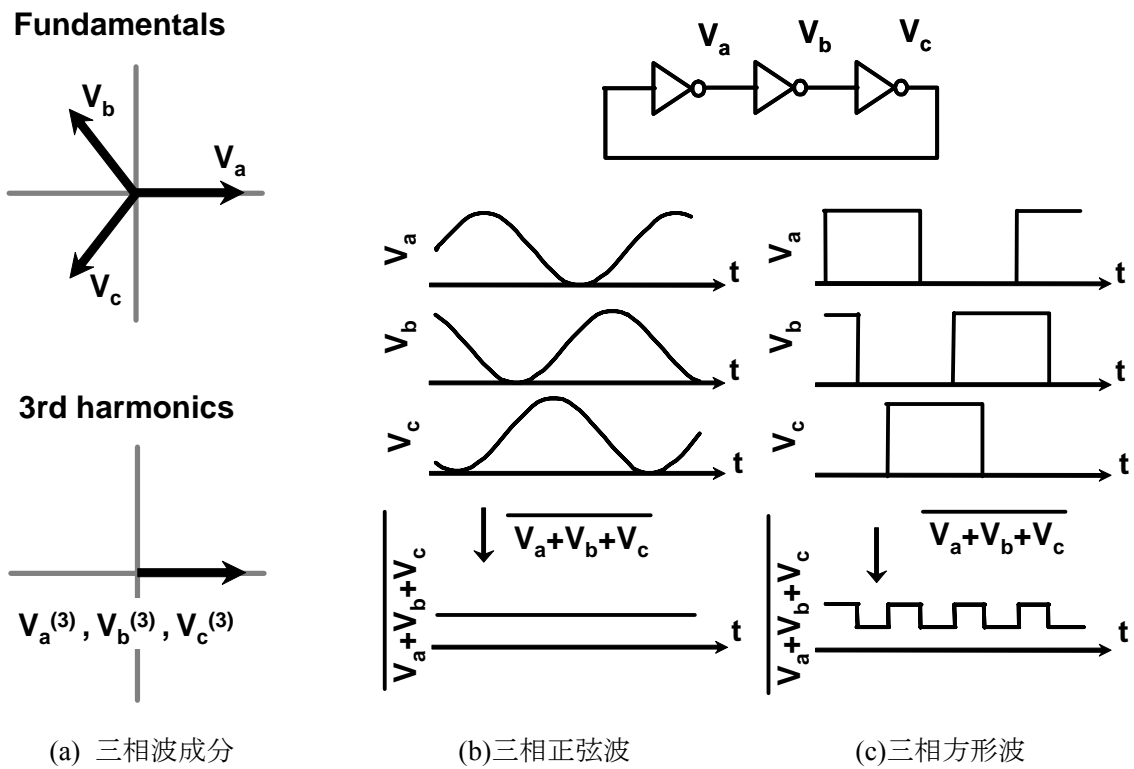 Fundamentals
V_b
V_a
V_c
3rd harmonics
V_a^(3) , V_b^(3) , V_c^(3)
(a) 三相波成分
V_a V_b V_c
V_a
t
V_b
t
V_c
t
V_a+V_b+V_c
V_a+V_b+V_c
t
(b)三相正弦波
V_a
t
V_b
t
V_c
t
V_a+V_b+V_c
V_a+V_b+V_c
t
(c)三相方形波